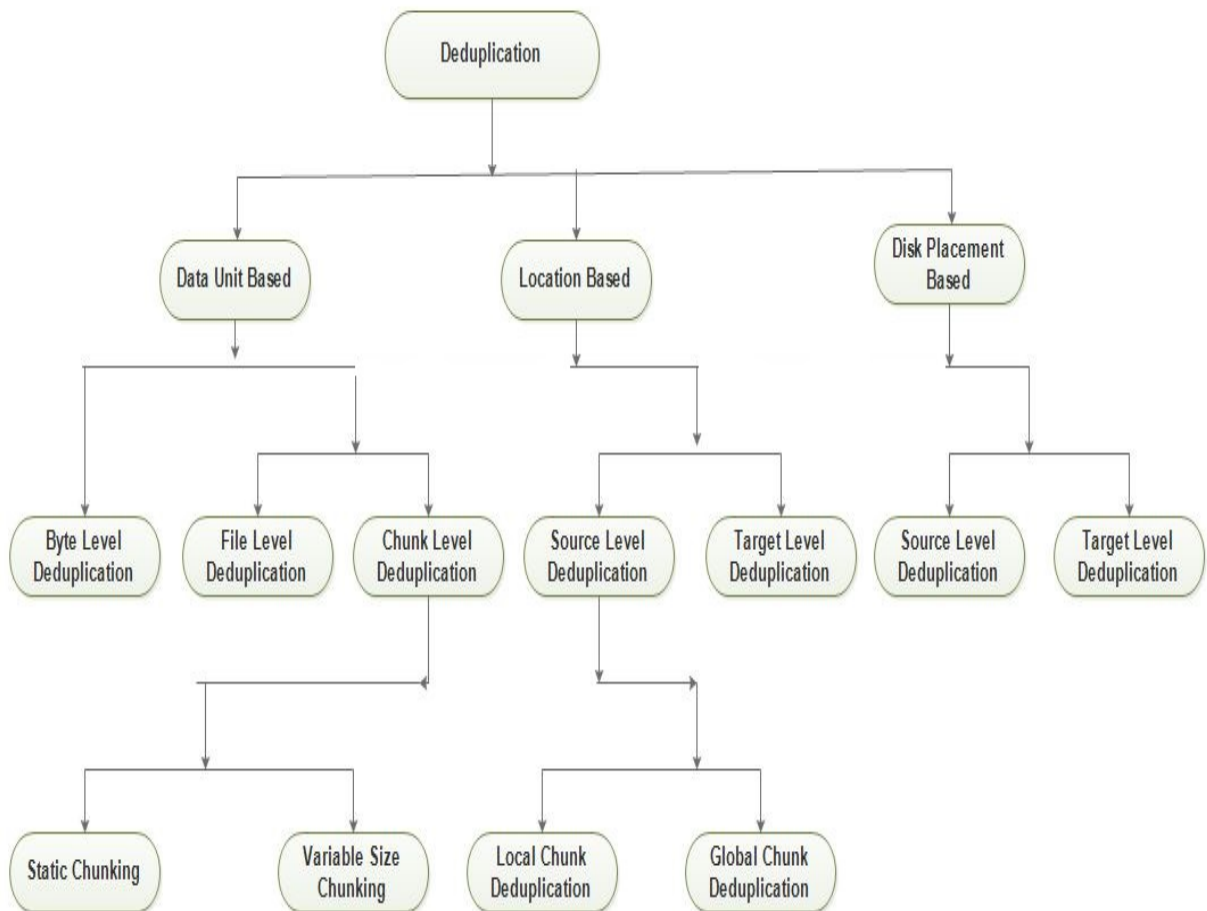 Deduplication
Data Unit Based
Location Based
Disk Placement
Based
Byte Level
Deduplication
File Level
Deduplication
Chunk Level
Deduplication
Source Level
Deduplication
Target Level
Deduplication
Source Level
Deduplication
Target Level
Deduplication
Static Chunking
Variable Size
Chunking
Local Chunk
Deduplication
Global Chunk
Deduplication